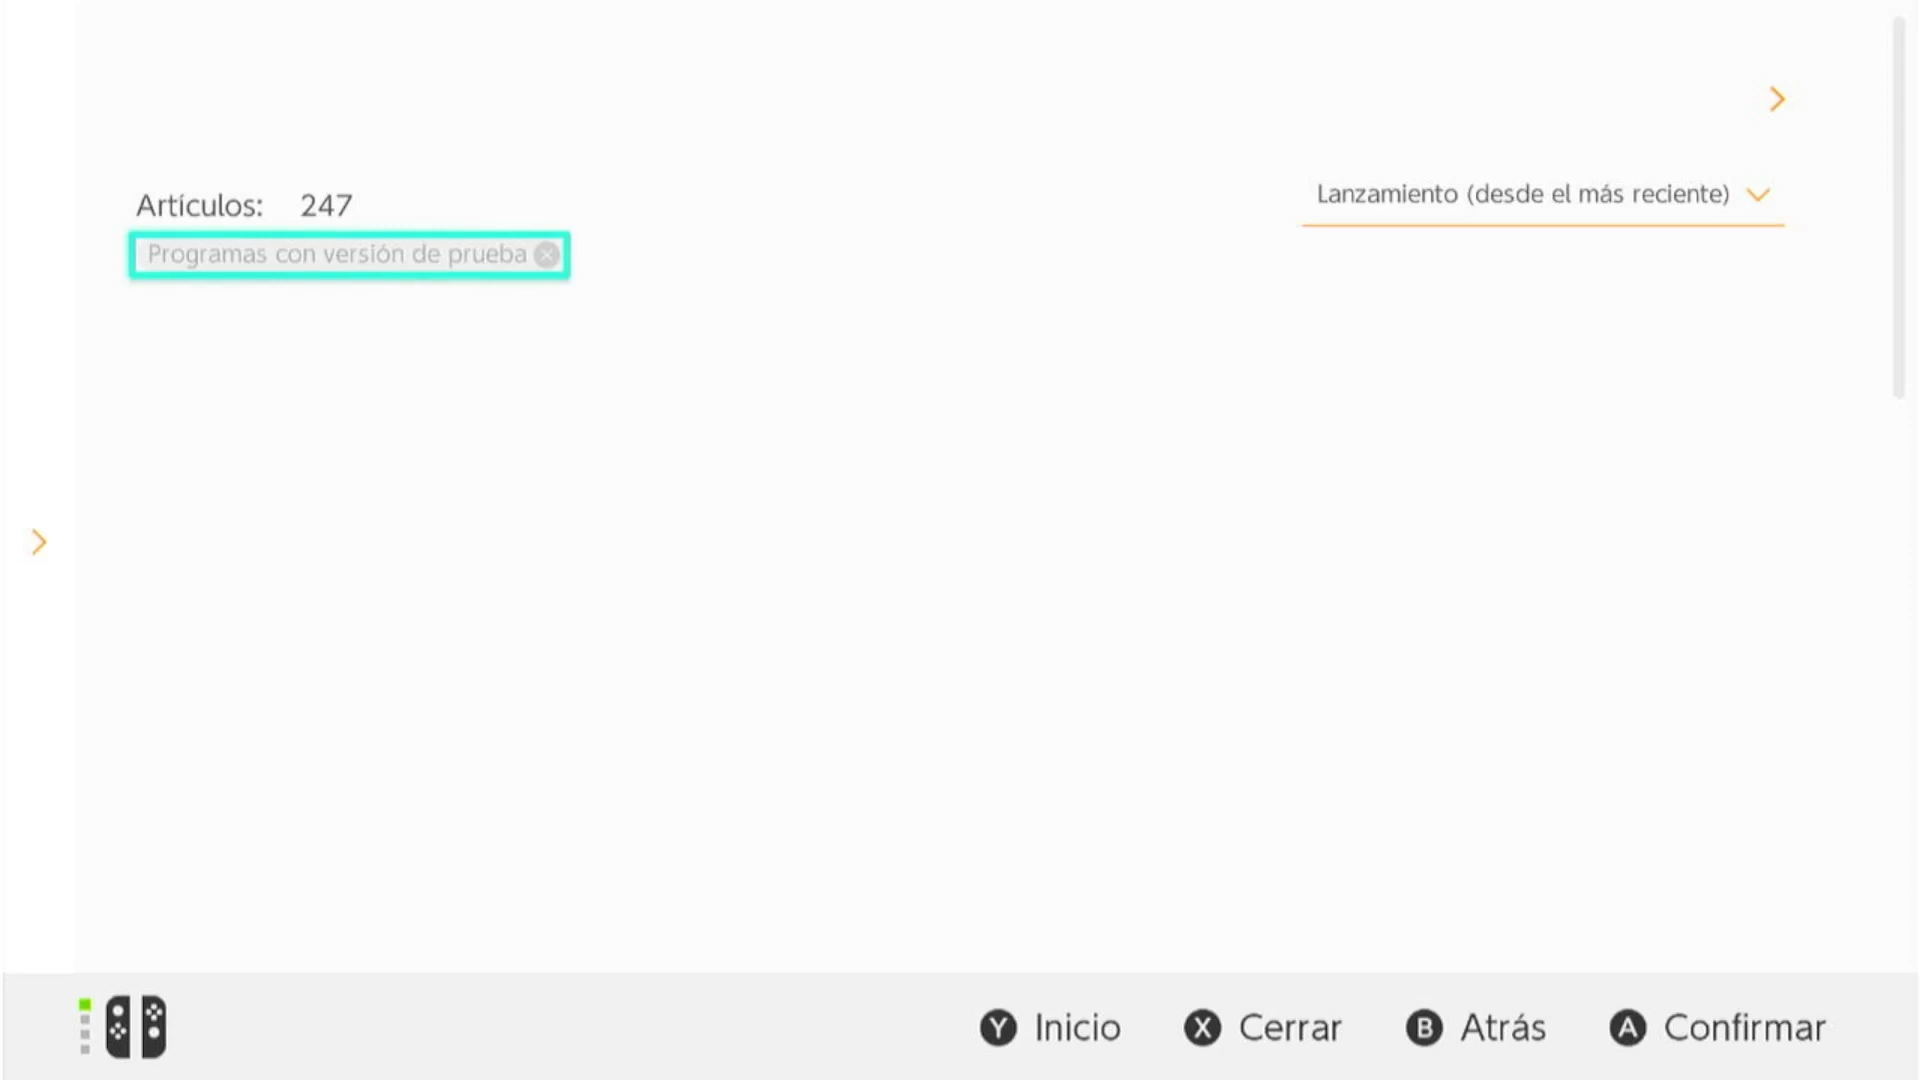 Artículos: 247
Lanzamiento (desde el más reciente)
Programas con versión de prueba
Y Inicio X Cerrar B Atrás A Confirmar